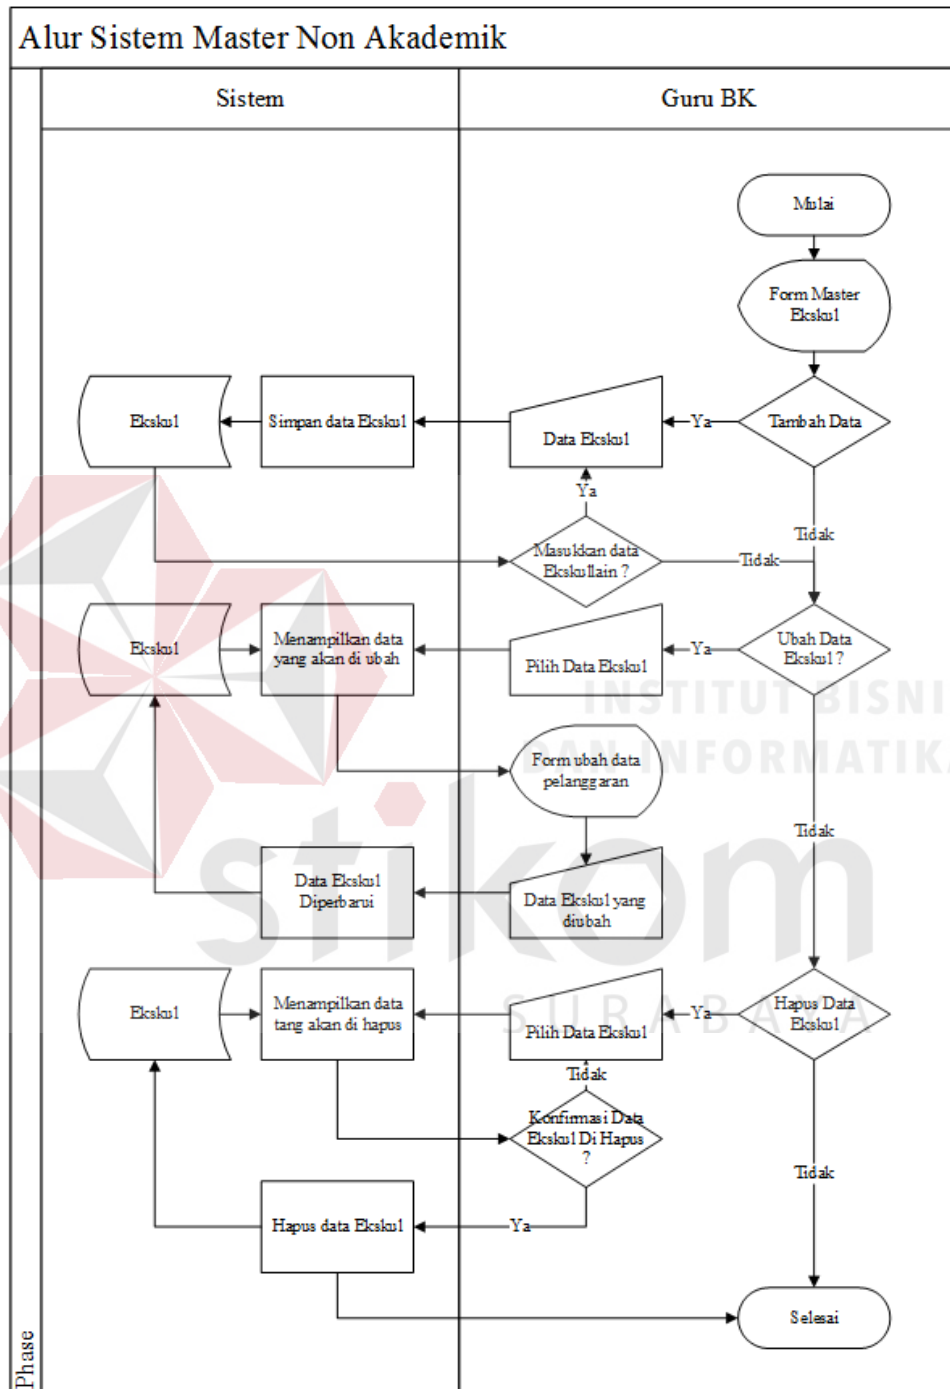 Alur Sistem Master Non Akademik
Sistem
Guru BK
Mulai
Form Master
Ekskul
Tambah Data
Ya
Data Ekskul
Simpan data Ekskul
Ekskul
Ya
Tidak
Masukkan data
Ekskullain ?
Tidak
Ubah Data
Ekskul ?
Ya
Pilih Data Ekskul
Menampilkan data
yang akan di ubah
Ekskul
INSTITUT BISNI
DAN INFORMATIKA
Form ubah data
pelanggaran
Tidak
stikom
Data Ekskul yang
diubah
Data Ekskul
Diperbarui
SURABAYA
Hapus Data
Ekskul
Ya
Pilih Data Ekskul
Menampilkan data
tang akan di hapus
Ekskul
Tidak
Konfirmasi Data
Ekskul Di Hapus
?
Tidak
Ya
Hapus data Ekskul
Selesai
Phase